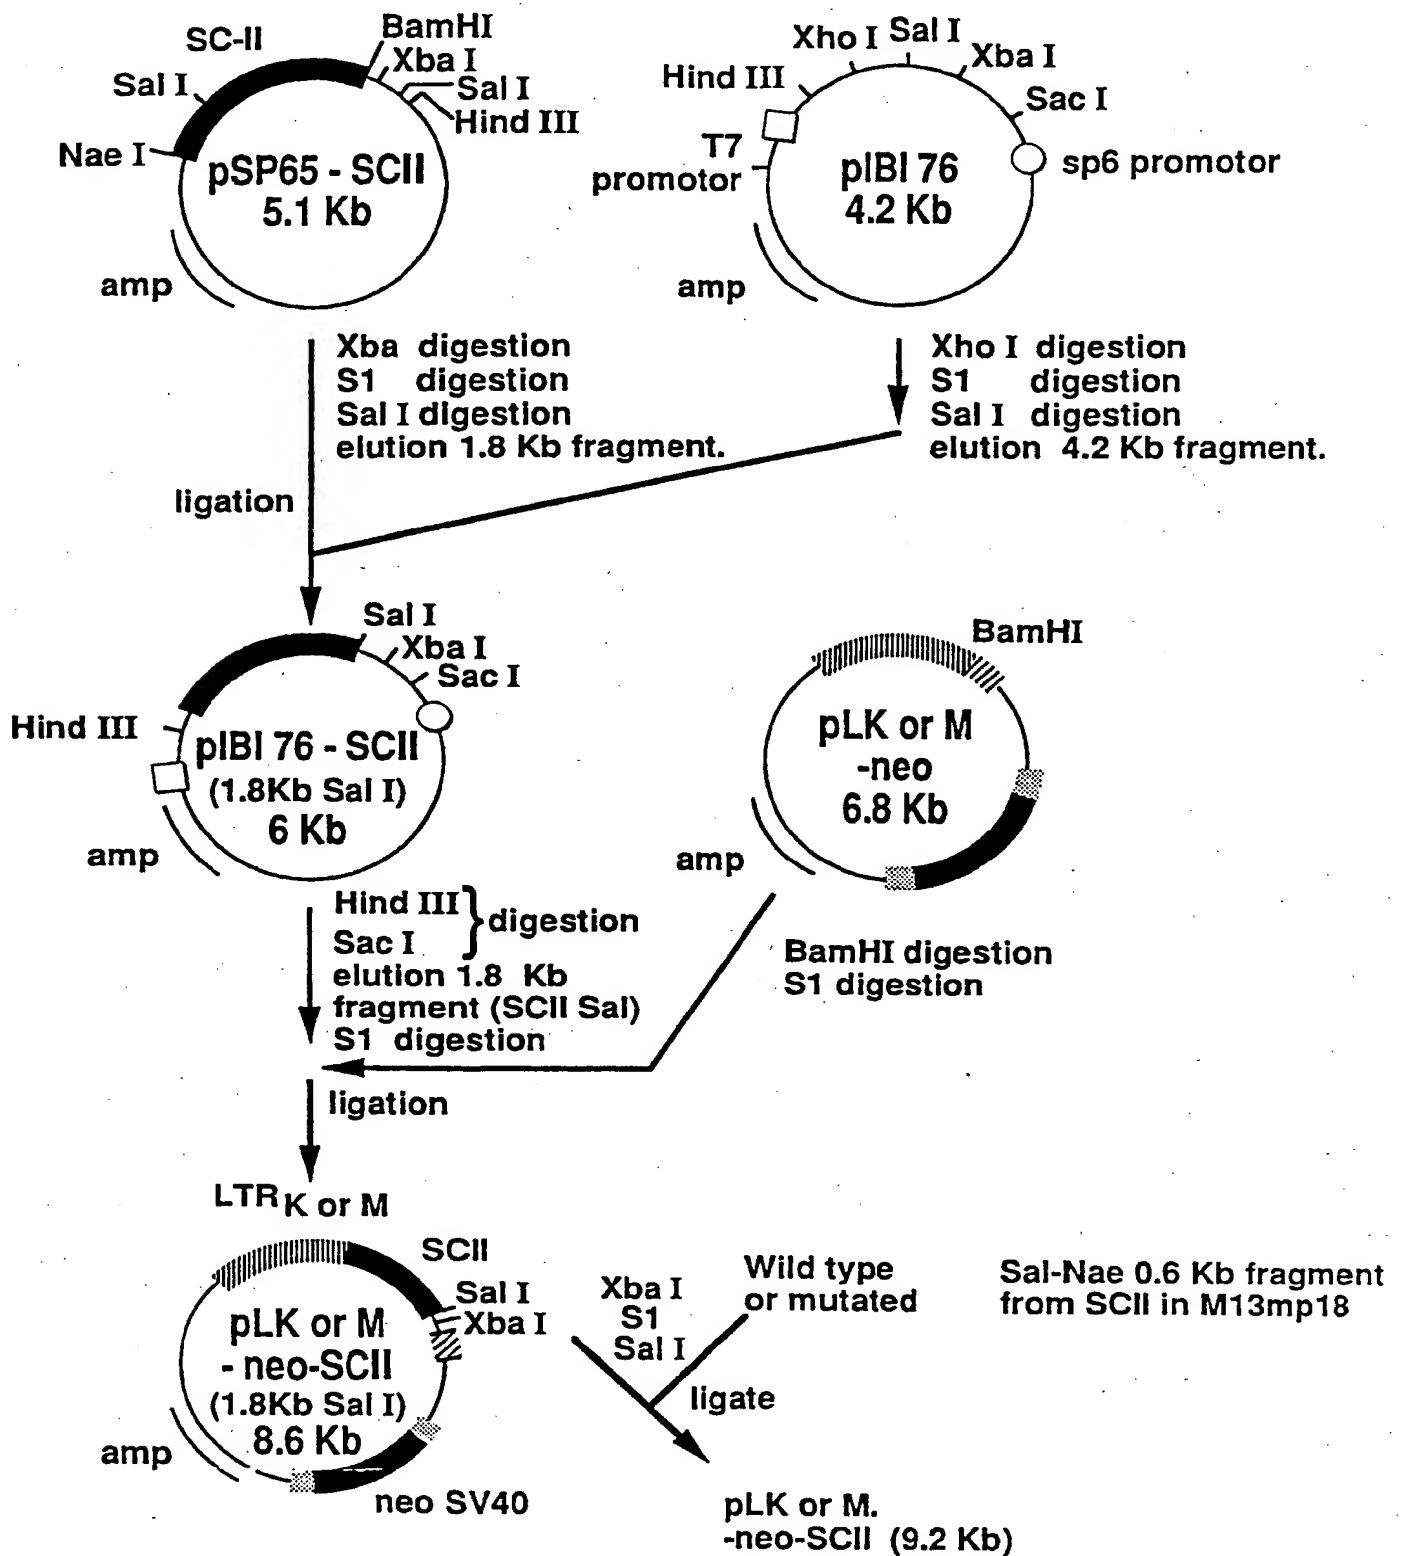 SC-II
BamHI
Xba I
Sal I
Sal I
Hind III
Nae I
pSP65 - SCII
5.1 Kb
amp
Xho I
Sal I
Xba I
Hind III
Sac I
T7
promotor
sp6 promotor
pIBI 76
4.2 Kb
amp
Xba digestion
S1 digestion
Sal I digestion
elution 1.8 Kb fragment.
Xho I digestion
S1 digestion
Sal I digestion
elution 4.2 Kb fragment.
ligation
Sal I
Xba I
Sac I
Hind III
pIBI 76 - SCII
(1.8Kb Sal I)
6 Kb
amp
BamHI
pLK or M
-neo
6.8 Kb
amp
Hind III
Sac I
} digestion
elution 1.8 Kb
fragment (SCII Sal)
S1 digestion
BamHI digestion
S1 digestion
ligation
LTR K or M
SCII
Sal I
Xba I
pLK or M
- neo-SCII
(1.8Kb Sal I)
8.6 Kb
amp
neo SV40
Xba I
S1
Sal I
Wild type
or mutated
ligate
Sal-Nae 0.6 Kb fragment
from SCII in M13mp18
pLK or M.
-neo-SCII (9.2 Kb)